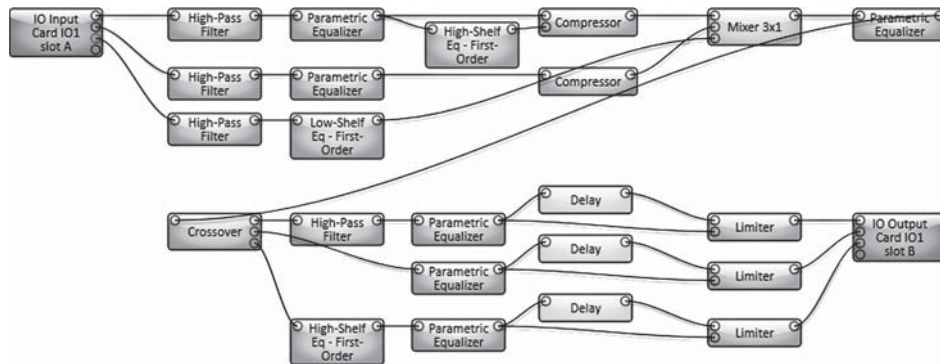 IO Input
Card IO1
slot A
High-Pass
Filter
Parametric
Equalizer
High-Shelf
Eq - First-
Order
Compressor
Mixer 3x1
Parametric
Equalizer
High-Pass
Filter
Parametric
Equalizer
Compressor
High-Pass
Filter
Low-Shelf
Eq - First-
Order
Crossover
High-Pass
Filter
Parametric
Equalizer
Delay
Limiter
IO Output
Card IO1
slot B
Parametric
Equalizer
Delay
Limiter
High-Shelf
Eq - First-
Order
Parametric
Equalizer
Delay
Limiter